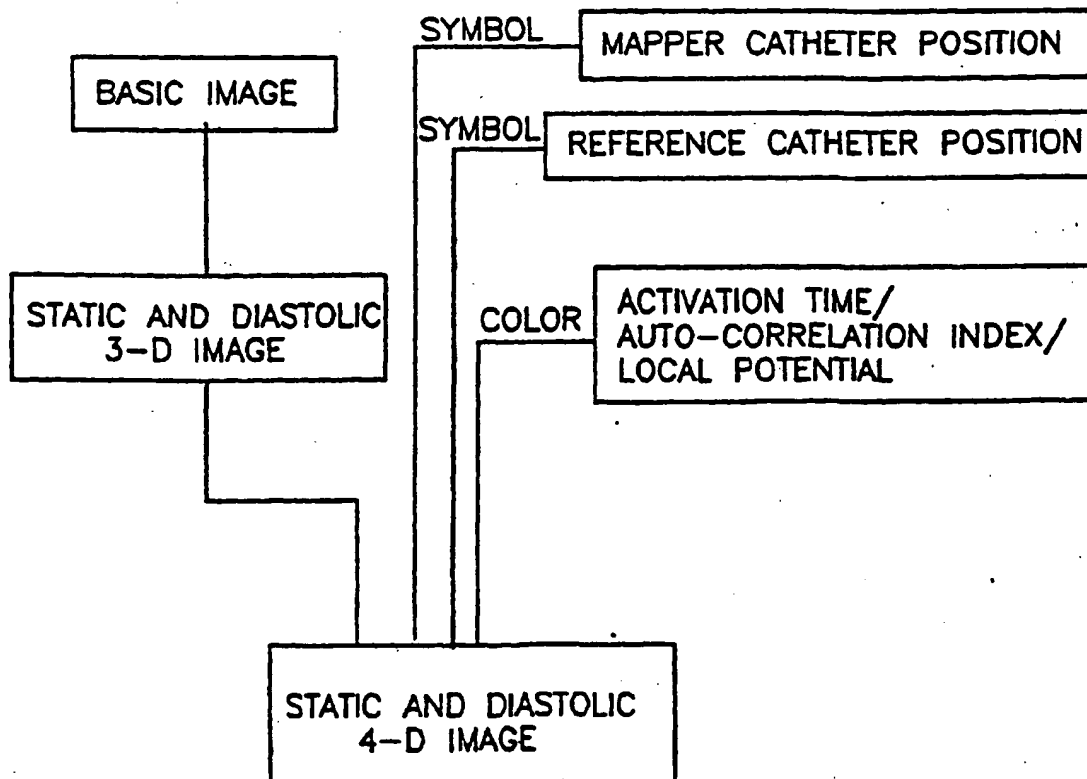 SYMBOL
MAPPER CATHETER POSITION
BASIC IMAGE
SYMBOL
REFERENCE CATHETER POSITION
STATIC AND DIASTOLIC
3-D IMAGE
COLOR
ACTIVATION TIME/
AUTO-CORRELATION INDEX/
LOCAL POTENTIAL
STATIC AND DIASTOLIC
4-D IMAGE